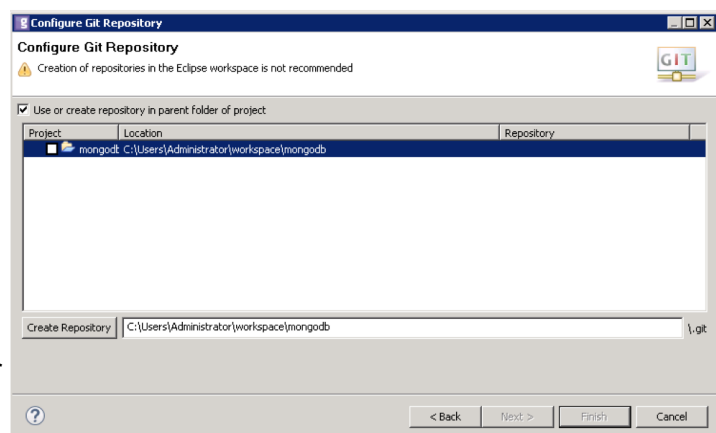 Configure Git Repository
Configure Git Repository
Creation of repositories in the Eclipse workspace is not recommended
GIT
Use or create repository in parent folder of project
Project Location Repository
mongodb C:\Users\Administrator\workspace\mongodb
Create Repository C:\Users\Administrator\workspace\mongodb \.git
? < Back Next > Finish Cancel